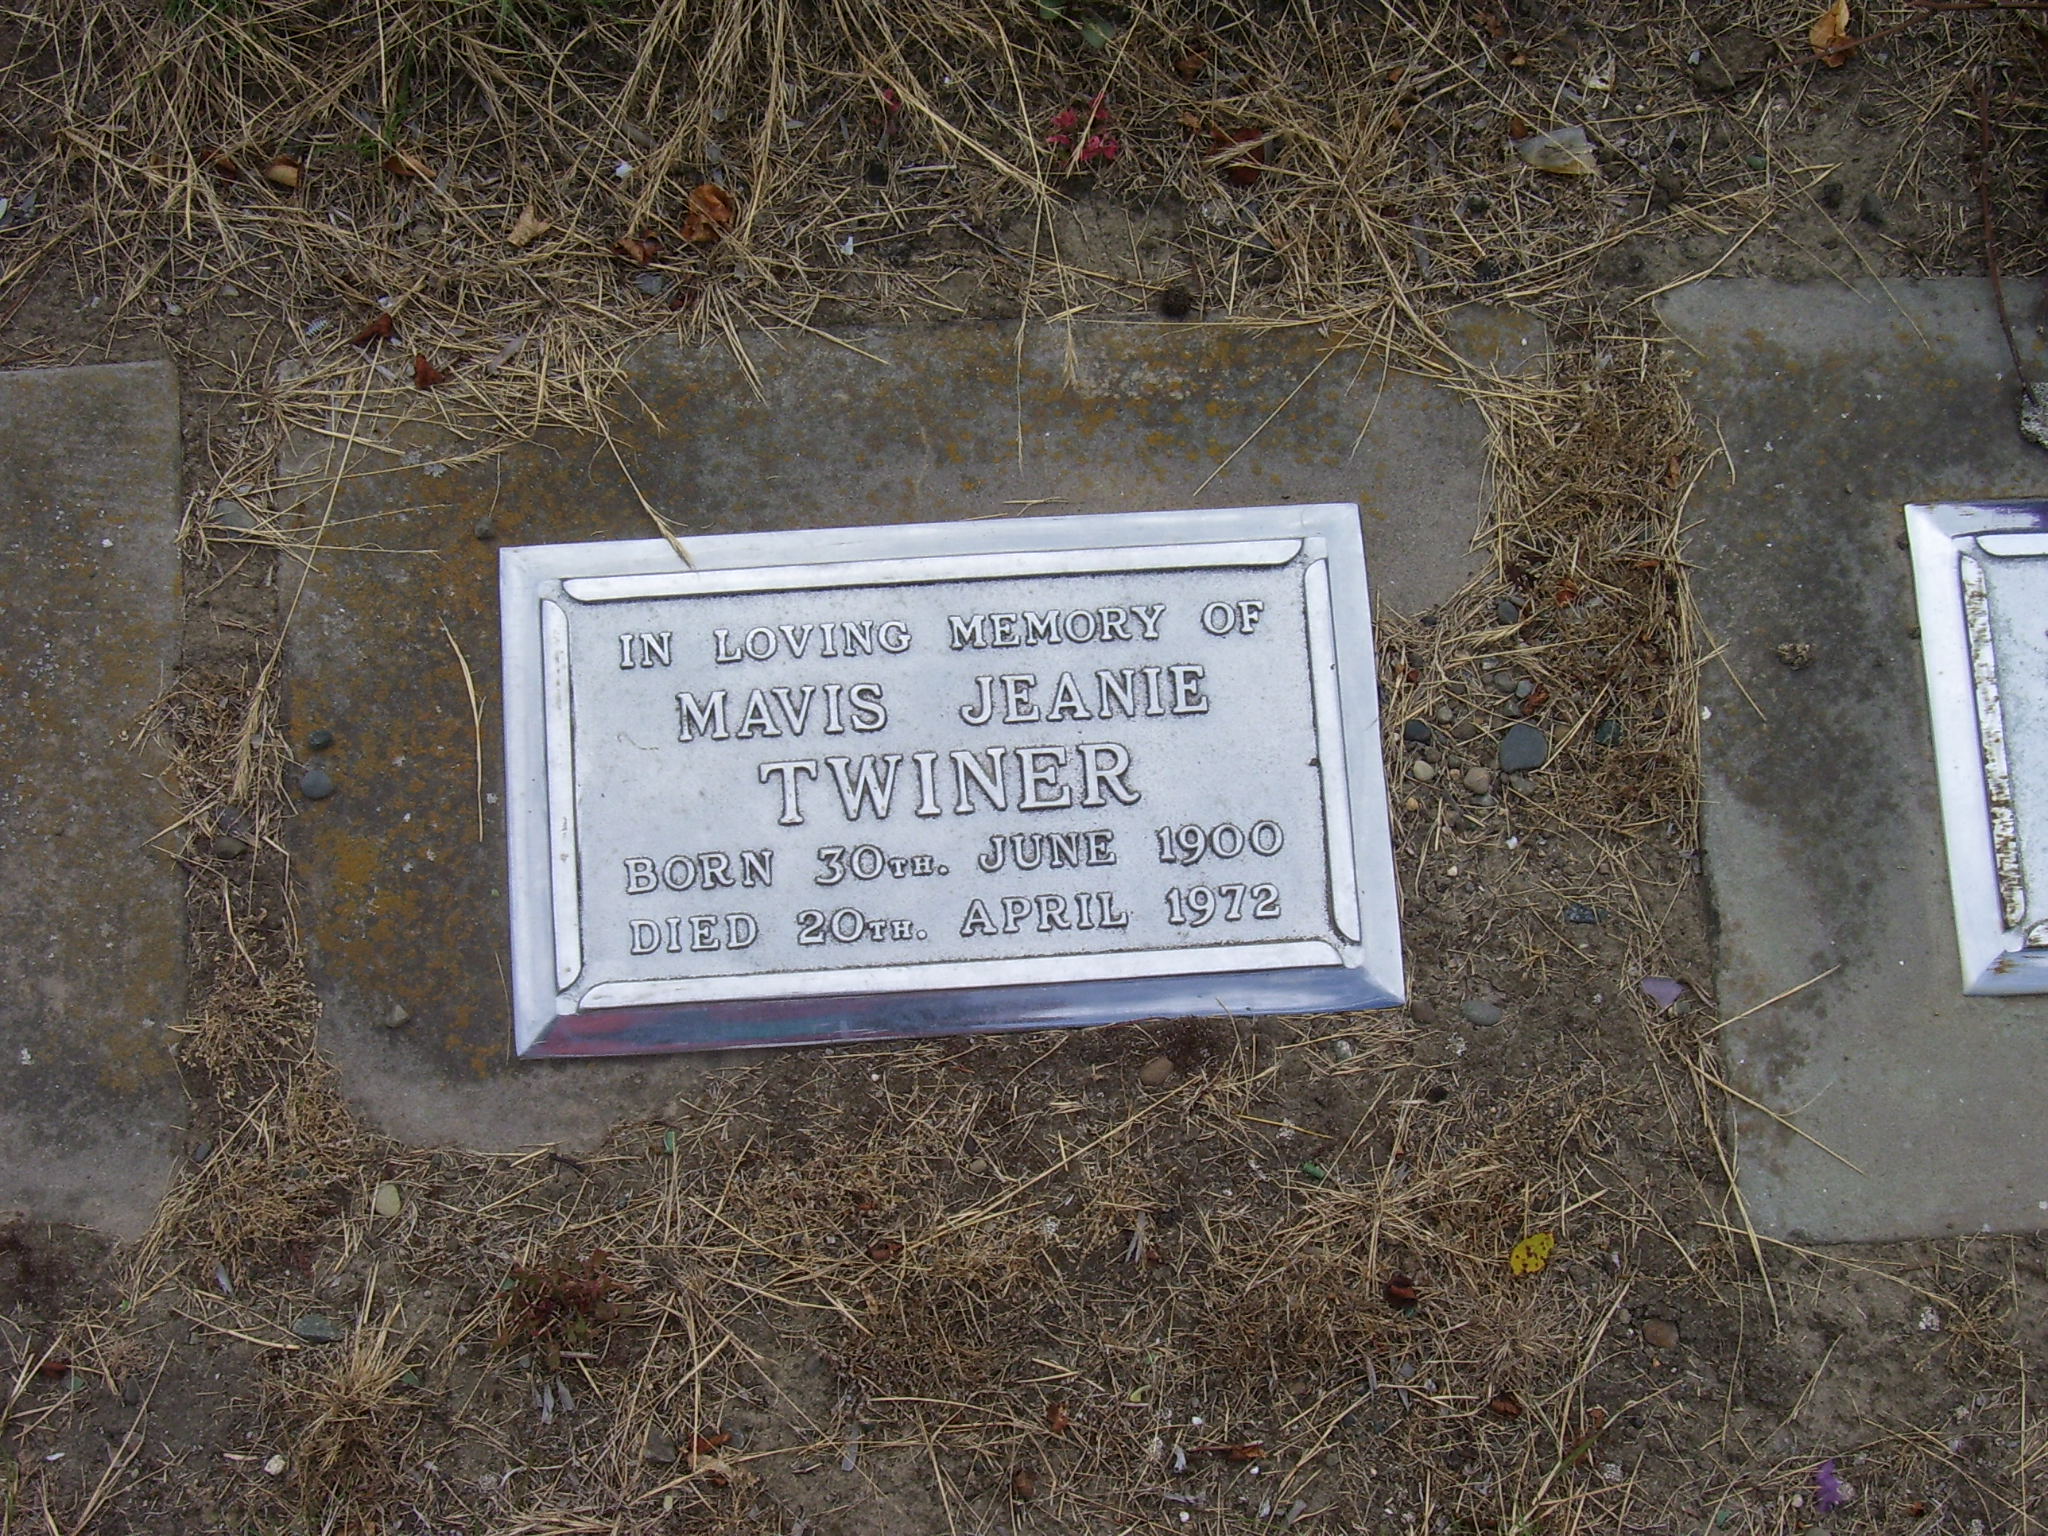 IN LOVING MEMORY OF
MAVIS JEANIE
TWINER
BORN 30TH. JUNE 1900
DIED 20TH. APRIL 1972